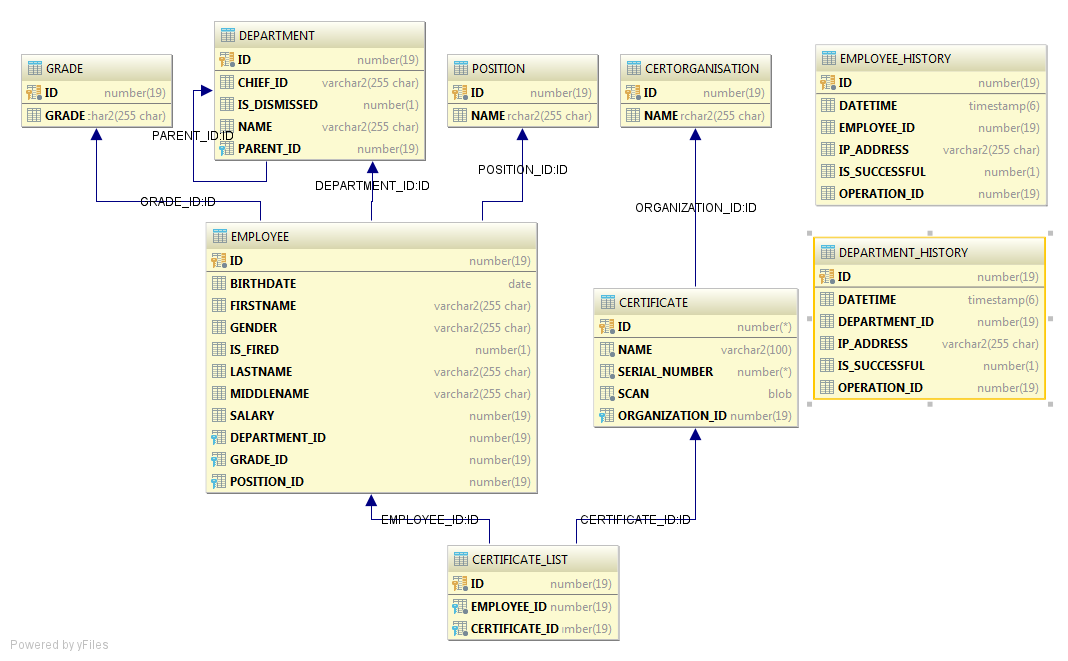 GRADE
ID number(19)
GRADE :har2(255 char)
DEPARTMENT
ID number(19)
CHIEF_ID varchar2(255 char)
IS_DISMISSED number(1)
NAME varchar2(255 char)
PARENT_ID number(19)
POSITION
ID number(19)
NAME rchar2(255 char)
CERTORGANISATION
ID number(19)
NAME rchar2(255 char)
EMPLOYEE_HISTORY
ID number(19)
DATETIME timestamp(6)
EMPLOYEE_ID number(19)
IP_ADDRESS varchar2(255 char)
IS_SUCCESSFUL number(1)
OPERATION_ID number(19)
PARENT_ID:ID
GRADE_ID:ID
DEPARTMENT_ID:ID
POSITION_ID:ID
ORGANIZATION_ID:ID
EMPLOYEE
ID number(19)
BIRTHDATE date
FIRSTNAME varchar2(255 char)
GENDER varchar2(255 char)
IS_FIRED number(1)
LASTNAME varchar2(255 char)
MIDDLENAME varchar2(255 char)
SALARY number(19)
DEPARTMENT_ID number(19)
GRADE_ID number(19)
POSITION_ID number(19)
CERTIFICATE
ID number(*)
NAME varchar2(100)
SERIAL_NUMBER number(*)
SCAN blob
ORGANIZATION_ID number(19)
DEPARTMENT_HISTORY
ID number(19)
DATETIME timestamp(6)
DEPARTMENT_ID number(19)
IP_ADDRESS varchar2(255 char)
IS_SUCCESSFUL number(1)
OPERATION_ID number(19)
EMPLOYEE_ID:ID
CERTIFICATE_ID:ID
CERTIFICATE_LIST
ID number(19)
EMPLOYEE_ID number(19)
CERTIFICATE_ID mber(19)
Powered by yFiles